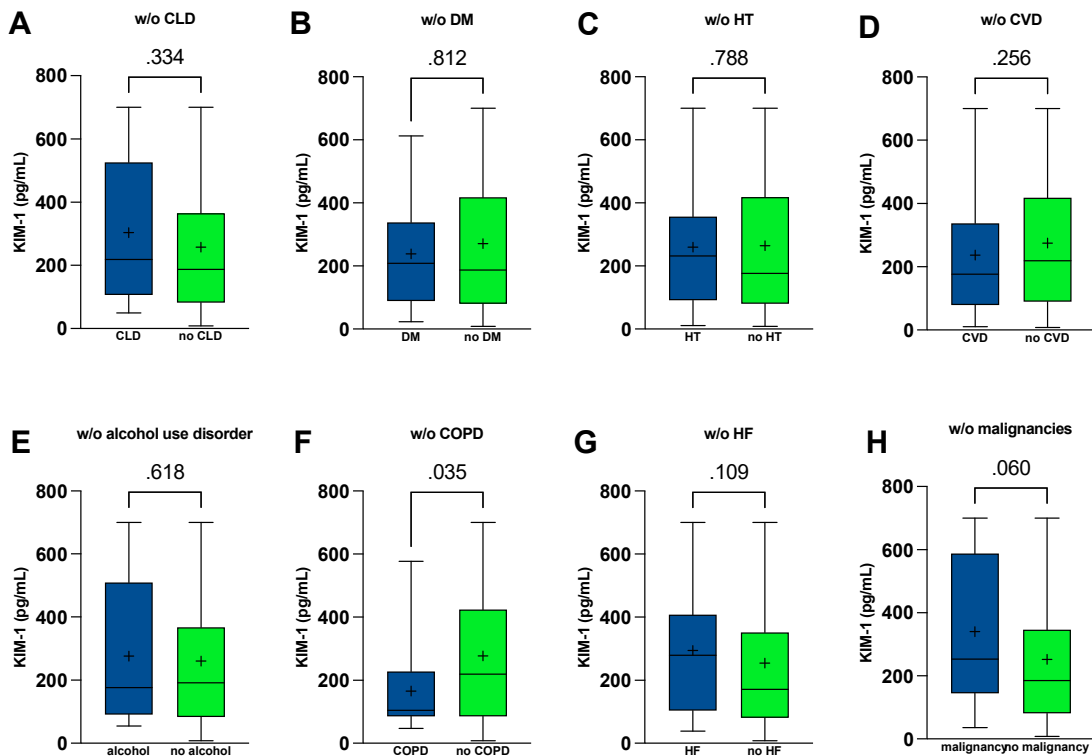 A
w/o CLD
.334
KIM-1 (pg/mL)
800
600
400
200
0
CLD
no CLD
B
w/o DM
.812
KIM-1 (pg/mL)
800
600
400
200
0
DM
no DM
C
w/o HT
.788
KIM-1 (pg/mL)
800
600
400
200
0
HT
no HT
D
w/o CVD
.256
KIM-1 (pg/mL)
800
600
400
200
0
CVD
no CVD
E
w/o alcohol use disorder
.618
KIM-1 (pg/mL)
800
600
400
200
0
alcohol
no alcohol
F
w/o COPD
.035
KIM-1 (pg/mL)
800
600
400
200
0
COPD
no COPD
G
w/o HF
.109
KIM-1 (pg/mL)
800
600
400
200
0
HF
no HF
H
w/o malignancies
.060
KIM-1 (pg/mL)
800
600
400
200
0
malignancy
no malignancy